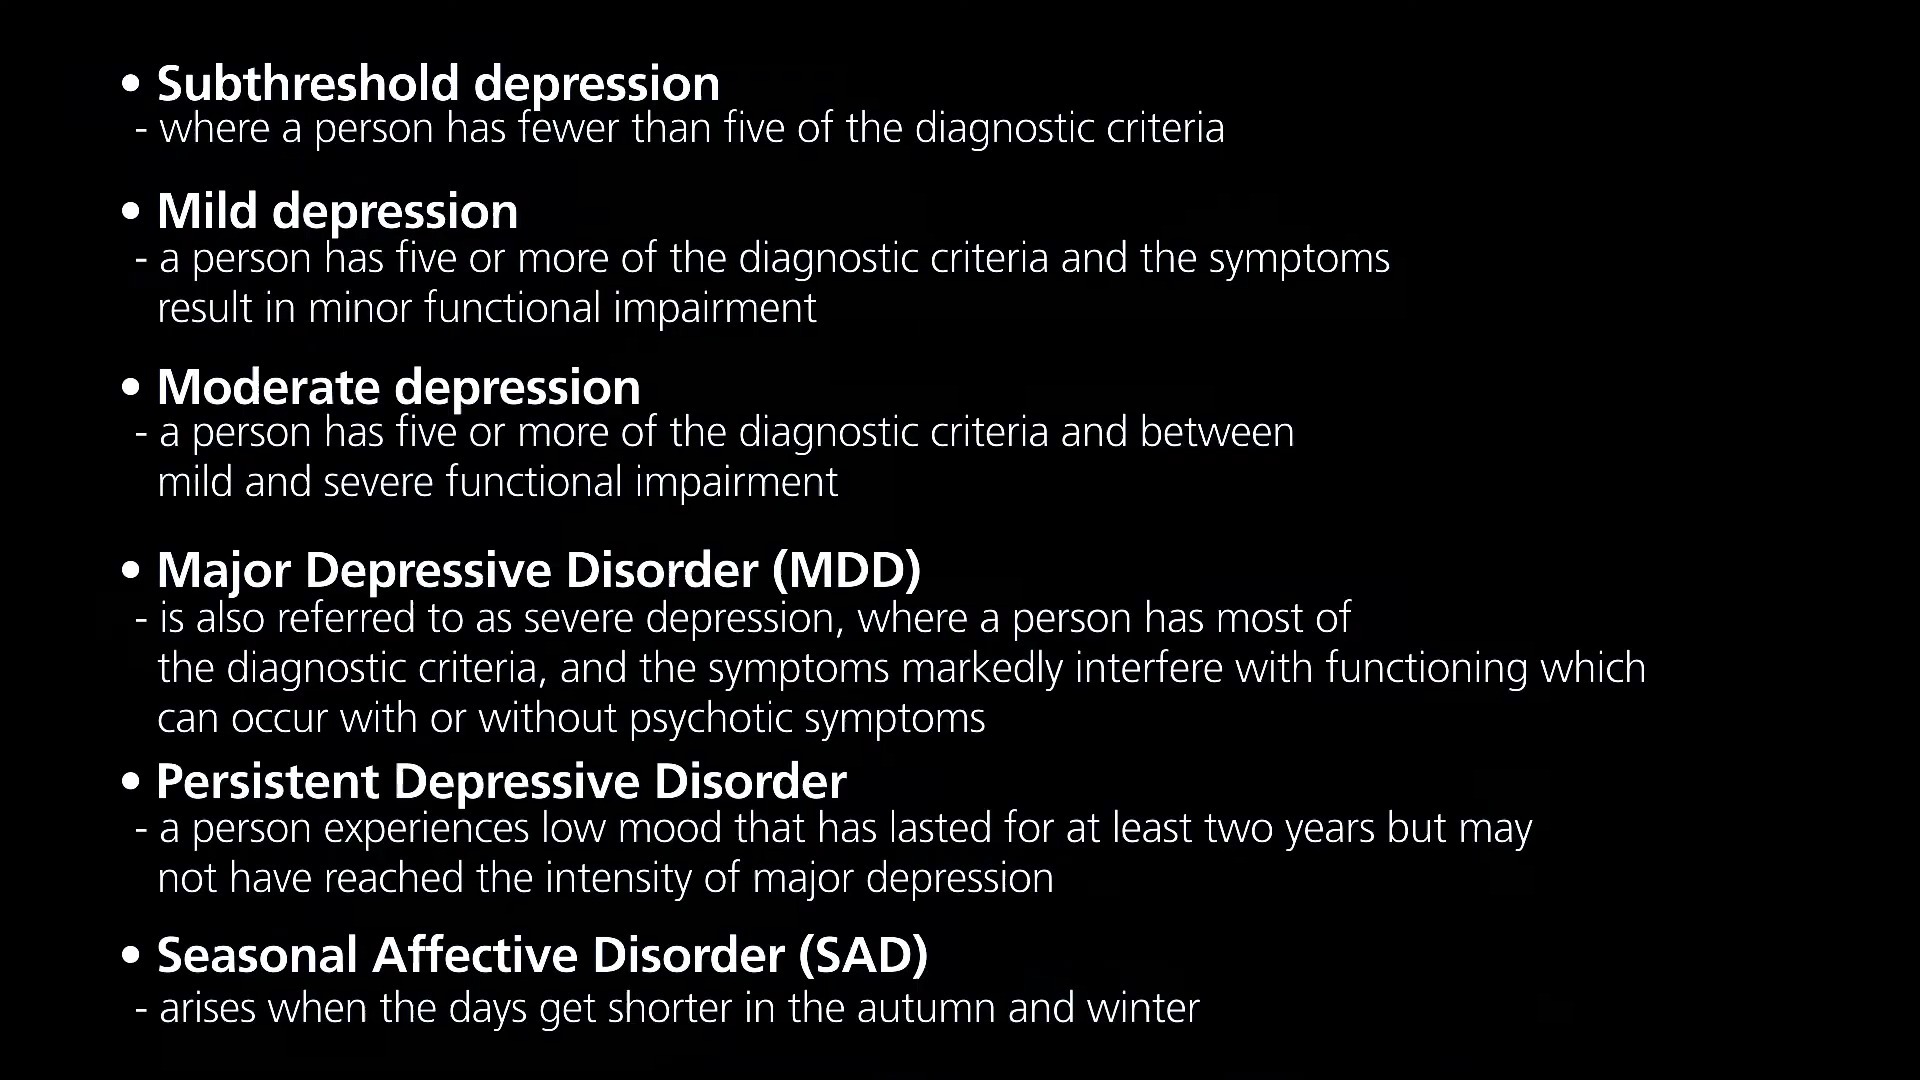 • Subthreshold depression
- where a person has fewer than five of the diagnostic criteria
• Mild depression
- a person has five or more of the diagnostic criteria and the symptoms
result in minor functional impairment
• Moderate depression
- a person has five or more of the diagnostic criteria and between
mild and severe functional impairment
• Major Depressive Disorder (MDD)
- is also referred to as severe depression, where a person has most of
the diagnostic criteria, and the symptoms markedly interfere with functioning which
can occur with or without psychotic symptoms
• Persistent Depressive Disorder
- a person experiences low mood that has lasted for at least two years but may
not have reached the intensity of major depression
• Seasonal Affective Disorder (SAD)
- arises when the days get shorter in the autumn and winter